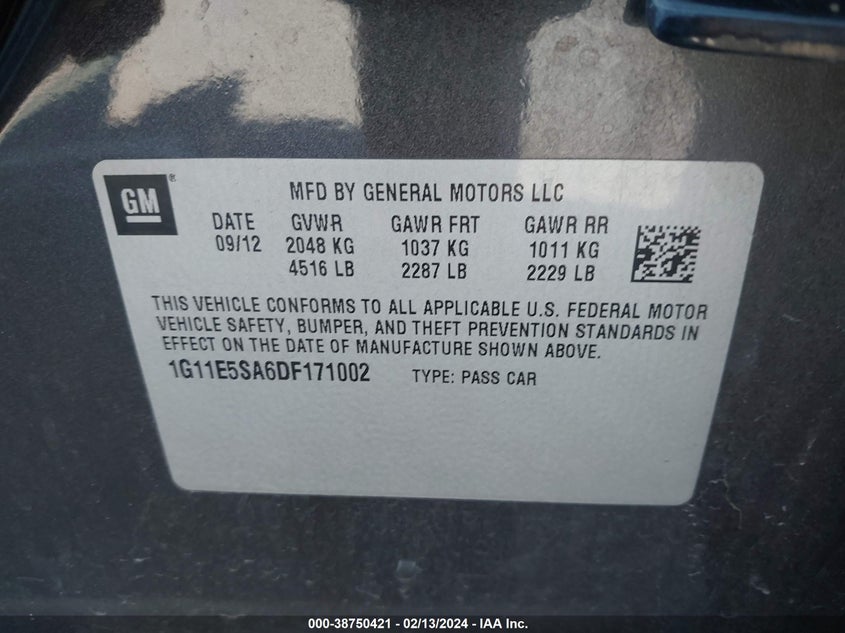 GM®
MFD BY GENERAL MOTORS LLC
DATE GVWR GAWR FRT GAWR RR
09/12 2048 KG 1037 KG 1011 KG
4516 LB 2287 LB 2229 LB
THIS VEHICLE CONFORMS TO ALL APPLICABLE U.S. FEDERAL MOTOR
VEHICLE SAFETY, BUMPER, AND THEFT PREVENTION STANDARDS IN
EFFECT ON THE DATE OF MANUFACTURE SHOWN ABOVE.
1G11E5SA6DF171002 TYPE: PASS CAR
000-38750421 - 02/13/2024 - IAA Inc.